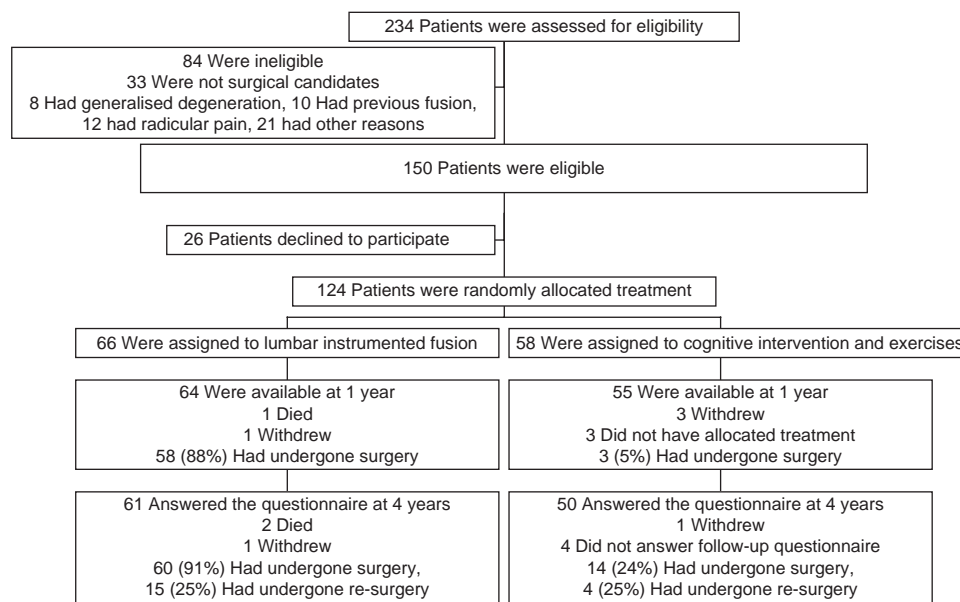 234 Patients were assessed for eligibility
84 Were ineligible
33 Were not surgical candidates
8 Had generalised degeneration, 10 Had previous fusion,
12 had radicular pain, 21 had other reasons
150 Patients were eligible
26 Patients declined to participate
124 Patients were randomly allocated treatment
66 Were assigned to lumbar instrumented fusion
58 Were assigned to cognitive intervention and exercises
64 Were available at 1 year
1 Died
1 Withdrew
58 (88%) Had undergone surgery
55 Were available at 1 year
3 Withdrew
3 Did not have allocated treatment
3 (5%) Had undergone surgery
61 Answered the questionnaire at 4 years
2 Died
1 Withdrew
60 (91%) Had undergone surgery,
15 (25%) Had undergone re-surgery
50 Answered the questionnaire at 4 years
1 Withdrew
4 Did not answer follow-up questionnaire
14 (24%) Had undergone surgery,
4 (25%) Had undergone re-surgery